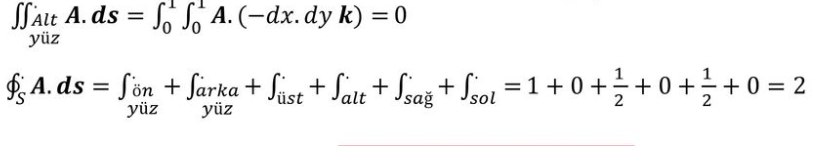 ∬Alt yüz A.ds = ∫₀¹ ∫₀¹ A.(−dx.dy k) = 0
∮S A.ds = ∫ön yüz + ∫arka yüz + ∫üst + ∫alt + ∫sağ + ∫sol = 1 + 0 + 1/2 + 0 + 1/2 + 0 = 2